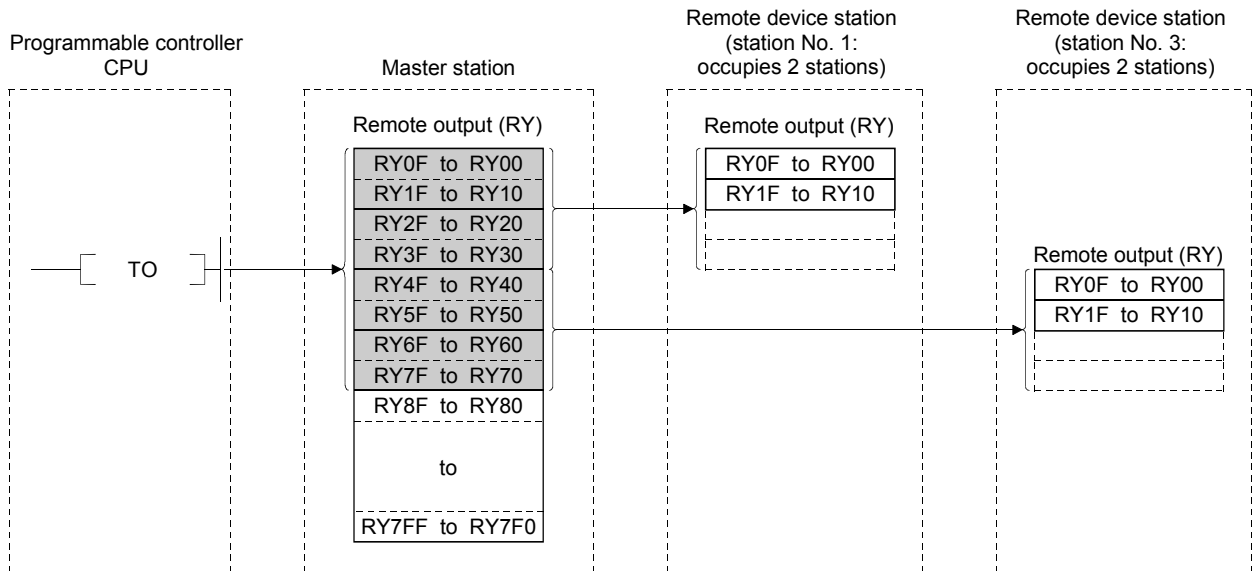 Programmable controller
CPU
Master station
Remote device station
(station No. 1:
occupies 2 stations)
Remote device station
(station No. 3:
occupies 2 stations)
TO
Remote output (RY)
RY0F to RY00
RY1F to RY10
RY2F to RY20
RY3F to RY30
RY4F to RY40
RY5F to RY50
RY6F to RY60
RY7F to RY70
RY8F to RY80
to
RY7FF to RY7F0
Remote output (RY)
RY0F to RY00
RY1F to RY10
Remote output (RY)
RY0F to RY00
RY1F to RY10